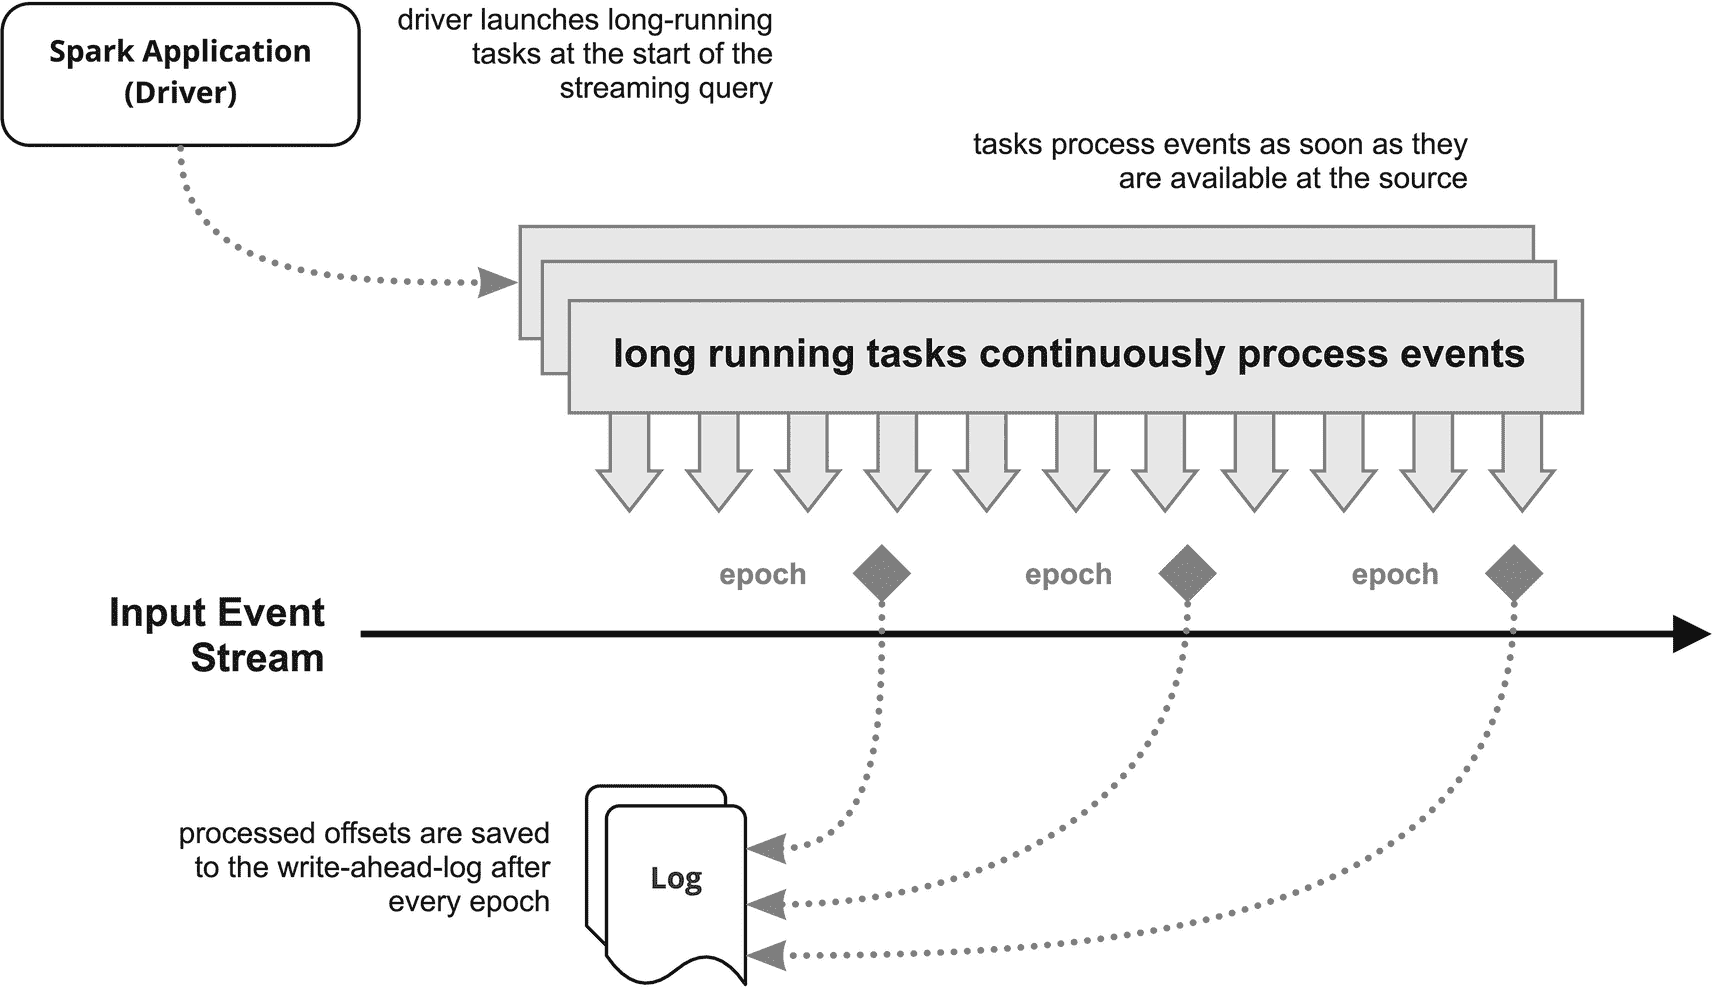 Spark Application
(Driver)
driver launches long-running
tasks at the start of the
streaming query
tasks process events as soon as they
are available at the source
long running tasks continuously process events
epoch
epoch
epoch
Input Event
Stream
processed offsets are saved
to the write-ahead-log after
every epoch
Log